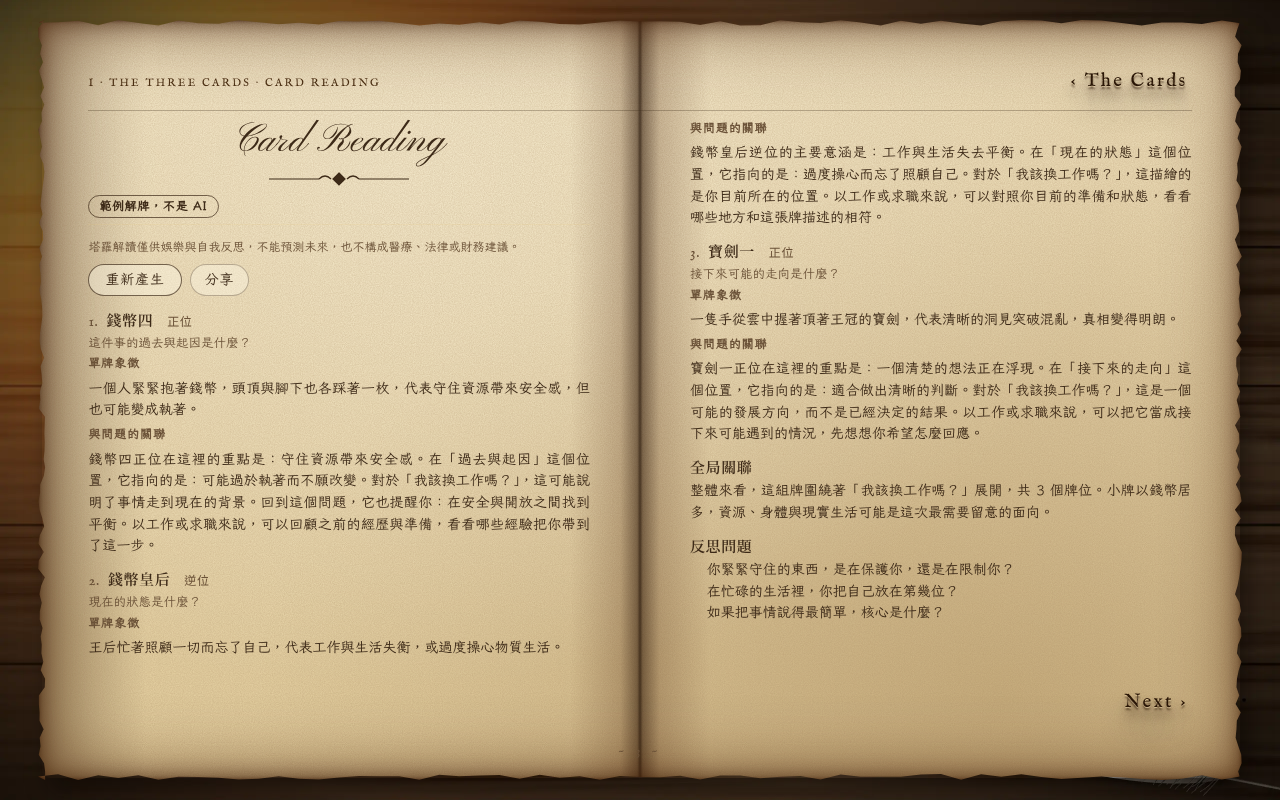 I · THE THREE CARDS · CARD READING
‹ The Cards
Card Reading
範例解牌，不是 AI
塔羅解讀僅供娛樂與自我反思，不能預測未來，也不構成醫療、法律或財務建議。
重新產生
分享
1. 錢幣四 正位
這件事的過去與起因是什麼？
單牌象徵
一個人緊緊抱著錢幣，頭頂與腳下也各踩著一枚，代表守住資源帶來安全感，但
也可能變成執著。
與問題的關聯
錢幣四正位在這裡的重點是：守住資源帶來安全感。在「過去與起因」這個位
置，它指向的是：可能過於執著而不願改變。對於「我該換工作嗎？」，這可能說
明了事情走到現在的背景。回到這個問題，它也提醒你：在安全與開放之間找到
平衡。以工作或求職來說，可以回顧之前的經歷與準備，看看哪些經驗把你帶到
了這一步。
2. 錢幣皇后 逆位
現在的狀態是什麼？
單牌象徵
王后忙著照顧一切而忘了自己，代表工作與生活失衡，或過度操心物質生活。
與問題的關聯
錢幣皇后逆位的主要意涵是：工作與生活失去平衡。在「現在的狀態」這個位
置，它指向的是：過度操心而忘了照顧自己。對於「我該換工作嗎？」，這描繪的
是你目前所在的位置。以工作或求職來說，可以對照你目前的準備和狀態，看看
哪些地方和這張牌描述的相符。
3. 寶劍一 正位
接下來可能的走向是什麼？
單牌象徵
一隻手從雲中握著頂著王冠的寶劍，代表清晰的洞見突破混亂，真相變得明朗。
與問題的關聯
寶劍一正位在這裡的重點是：一個清楚的想法正在浮現。在「接下來的走向」這
個位置，它指向的是：適合做出清晰的判斷。對於「我該換工作嗎？」，這是一個
可能的發展方向，而不是已經決定的結果。以工作或求職來說，可以把它當成接
下來可能遇到的情況，先想想你希望怎麼回應。
全局關聯
整體來看，這組牌圍繞著「我該換工作嗎？」展開，共 3 個牌位。小牌以錢幣居
多，資源、身體與現實生活可能是這次最需要留意的面向。
反思問題
你緊緊守住的東西，是在保護你，還是在限制你？
在忙碌的生活裡，你把自己放在第幾位？
如果把事情說得最簡單，核心是什麼？
Next ›